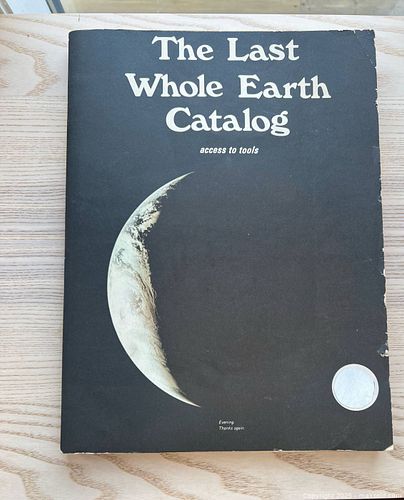 The Last
Whole Earth
Catalog
access to tools
Evening.
Thanks again.